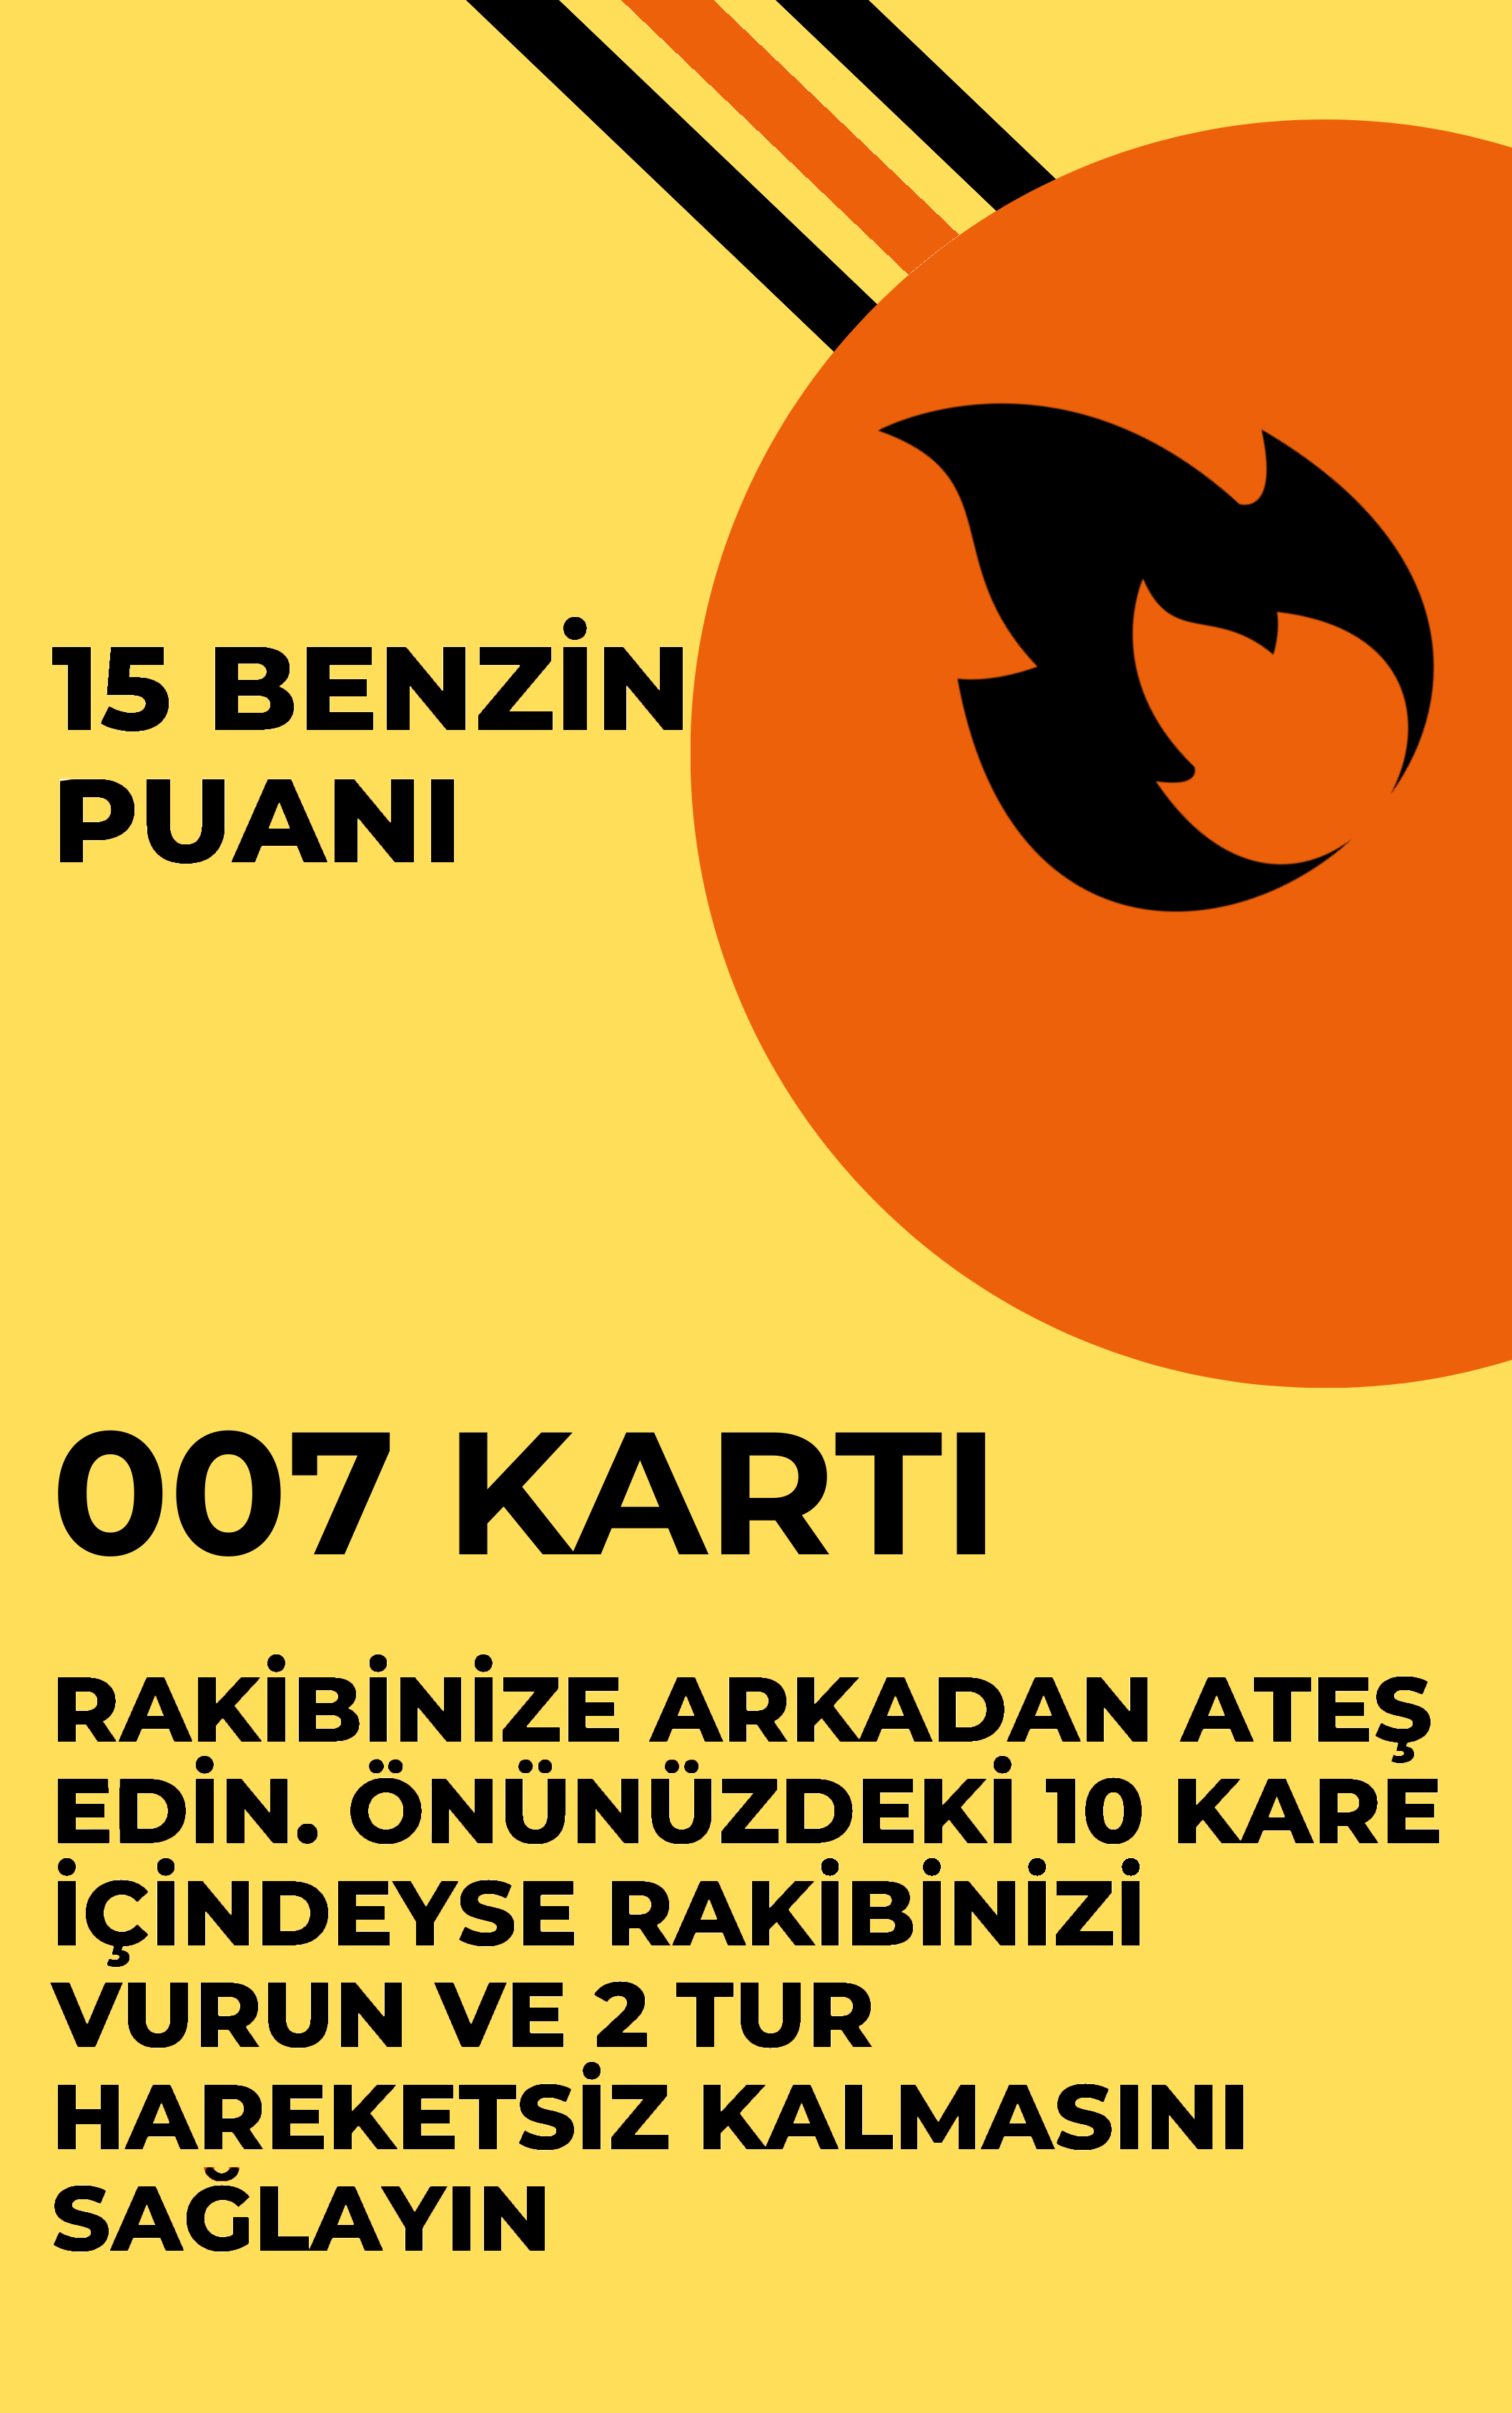 15 BENZİN
PUANI
007 KARTI
RAKİBİNİZE ARKADAN ATEŞ
EDİN. ÖNÜNÜZDEKİ 10 KARE
İÇİNDEYSE RAKİBİNİZİ
VURUN VE 2 TUR
HAREKETSİZ KALMASINI
SAĞLAYIN